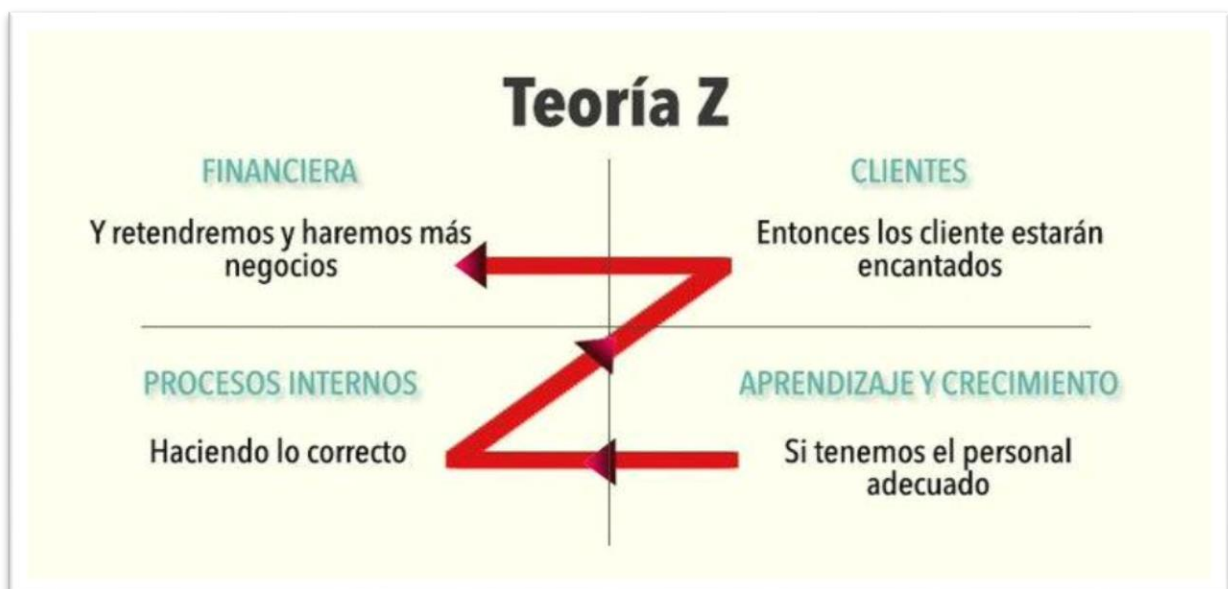 Teoría Z
FINANCIERA
Y retendremos y haremos más
negocios
CLIENTES
Entonces los cliente estarán
encantados
PROCESOS INTERNOS
Haciendo lo correcto
APRENDIZAJE Y CRECIMIENTO
Si tenemos el personal
adecuado